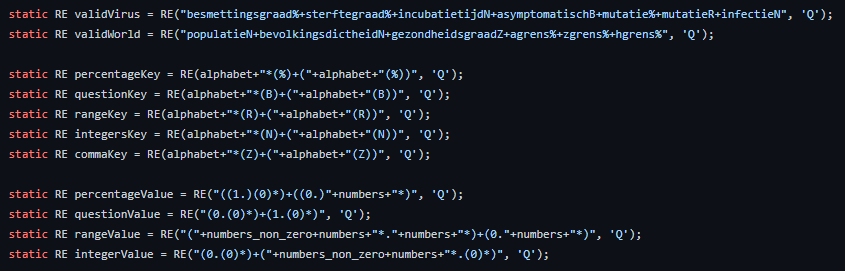 static RE validVirus = RE("besmettingsgraad%+sterftegraad%+incubatietijdN+asymptomatischB+mutatie%+mutatieR+infectieN", 'Q');
static RE validWorld = RE("populatieN+bevolkingsdictheidN+gezondheidsgraadZ+agrens%+zgrens%+hgrens%", 'Q');
static RE percentageKey = RE(alphabet+"*(%)+("+alphabet+"(%))", 'Q');
static RE questionKey = RE(alphabet+"*(B)+("+alphabet+"(B))", 'Q');
static RE rangeKey = RE(alphabet+"*(R)+("+alphabet+"(R))", 'Q');
static RE integersKey = RE(alphabet+"*(N)+("+alphabet+"(N))", 'Q');
static RE commaKey = RE(alphabet+"*(Z)+("+alphabet+"(Z))", 'Q');
static RE percentageValue = RE("((1.)(0)*)+((0.)"+numbers+"*)", 'Q');
static RE questionValue = RE("(0.(0)*)+(1.(0)*)", 'Q');
static RE rangeValue = RE("("+numbers_non_zero+numbers+"*."+numbers+"*)+(0."+numbers+"*)", 'Q');
static RE integerValue = RE("(0.(0)*)+("+numbers_non_zero+numbers+"*.(0)*)", 'Q');